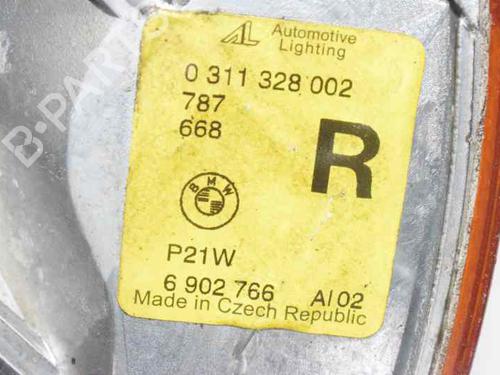 AL Automotive
Lighting
0 311 328 002
787
668
R
BMW
P21W
6 902 766 AI 02
Made in Czech Republic
B-PARTS